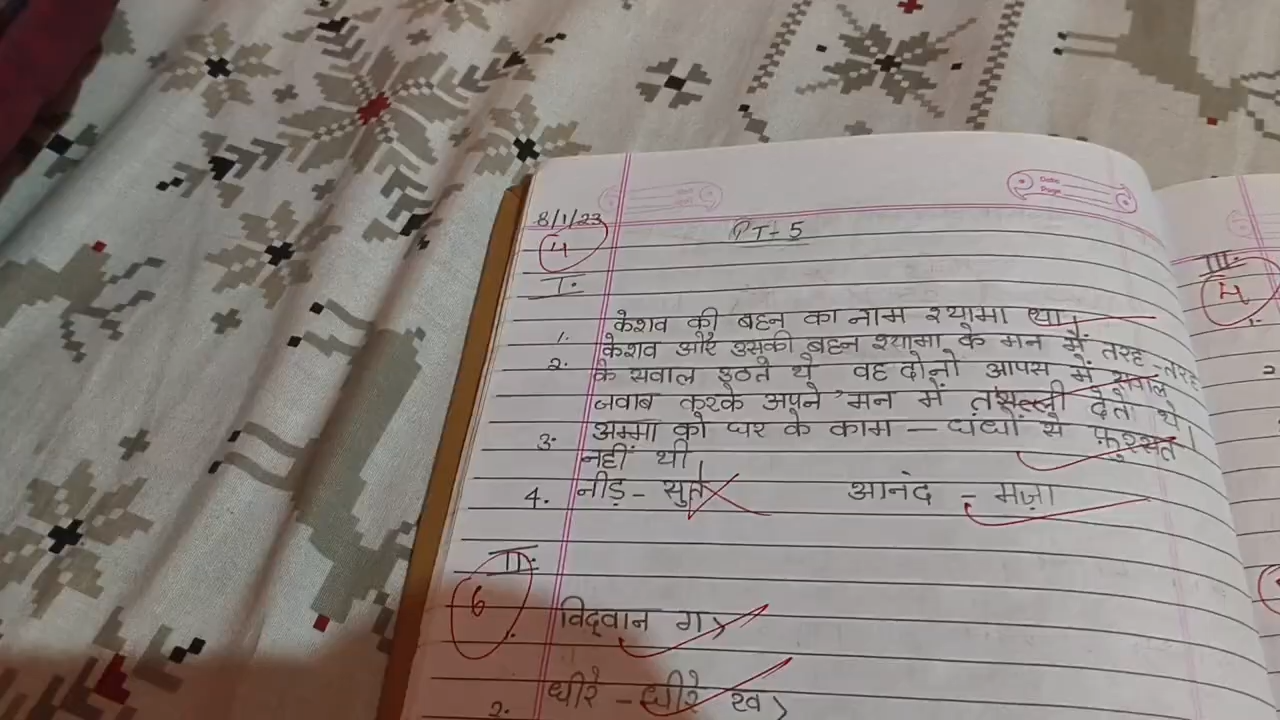 8/1/23
PT-5
4
I.
1. केशव की बहन का नाम श्यामा था।
2. केशव और उसकी बहन श्यामा के मन में तरह-तरह
के सवाल उठते थे वह दोनो आपस में सवाल
जवाब करके अपने मन में तसल्ली देते थे।
3. अम्मा को घर के काम - धंधों से फुरसत
नहीं थी
4. नीड़ - आनंद - मज़ा
II.
6
1. विद्वान ग>
2. धीरे - धीरे ख>
III.
Date
Page